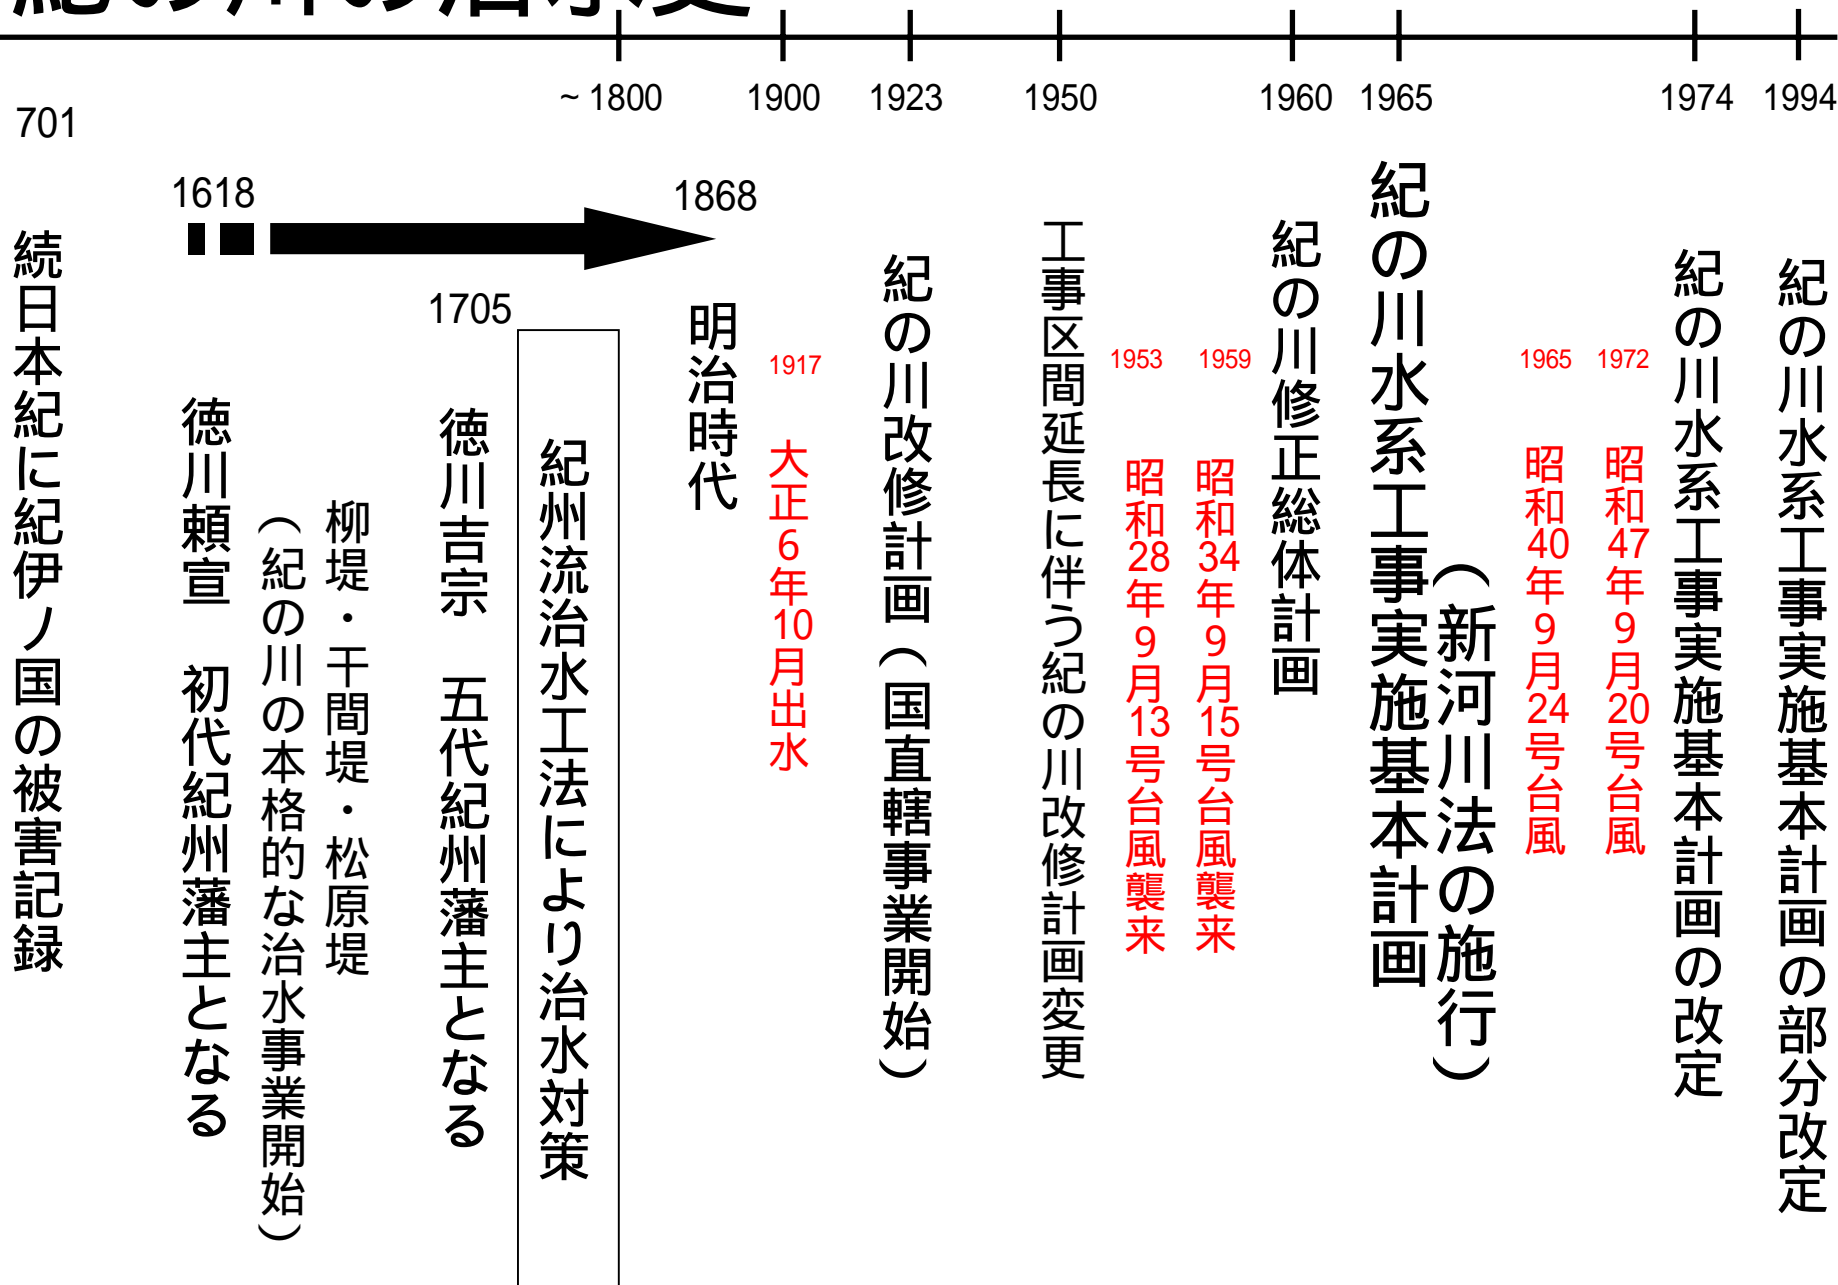 紀の川の治水史
~ 1800
1900
1923
1950
1960
1965
1974
1994
701
続日本紀に紀伊ノ国の被害記録
1618
徳川頼宣　初代紀州藩主となる
（紀の川の本格的な治水事業開始）
柳堤・千間堤・松原堤
1705
徳川吉宗　五代紀州藩主となる
紀州流治水工法により治水対策
1868
明治時代
1917
大正6年10月出水
紀の川改修計画（国直轄事業開始）
工事区間延長に伴う紀の川改修計画変更
1953
昭和28年9月13号台風襲来
1959
昭和34年9月15号台風襲来
紀の川修正総体計画
紀の川水系工事実施基本計画
（新河川法の施行）
1965
昭和40年9月24号台風
1972
昭和47年9月20号台風
紀の川水系工事実施基本計画の改定
紀の川水系工事実施基本計画の部分改定